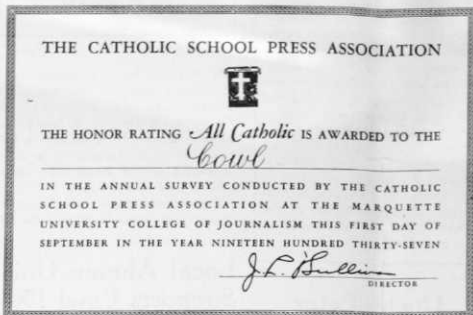 THE CATHOLIC SCHOOL PRESS ASSOCIATION
THE HONOR RATING All Catholic IS AWARDED TO THE
Cowl
IN THE ANNUAL SURVEY CONDUCTED BY THE CATHOLIC
SCHOOL PRESS ASSOCIATION AT THE MARQUETTE
UNIVERSITY COLLEGE OF JOURNALISM THIS FIRST DAY OF
SEPTEMBER IN THE YEAR NINETEEN HUNDRED THIRTY-SEVEN
J. L. O'Sullivan
DIRECTOR